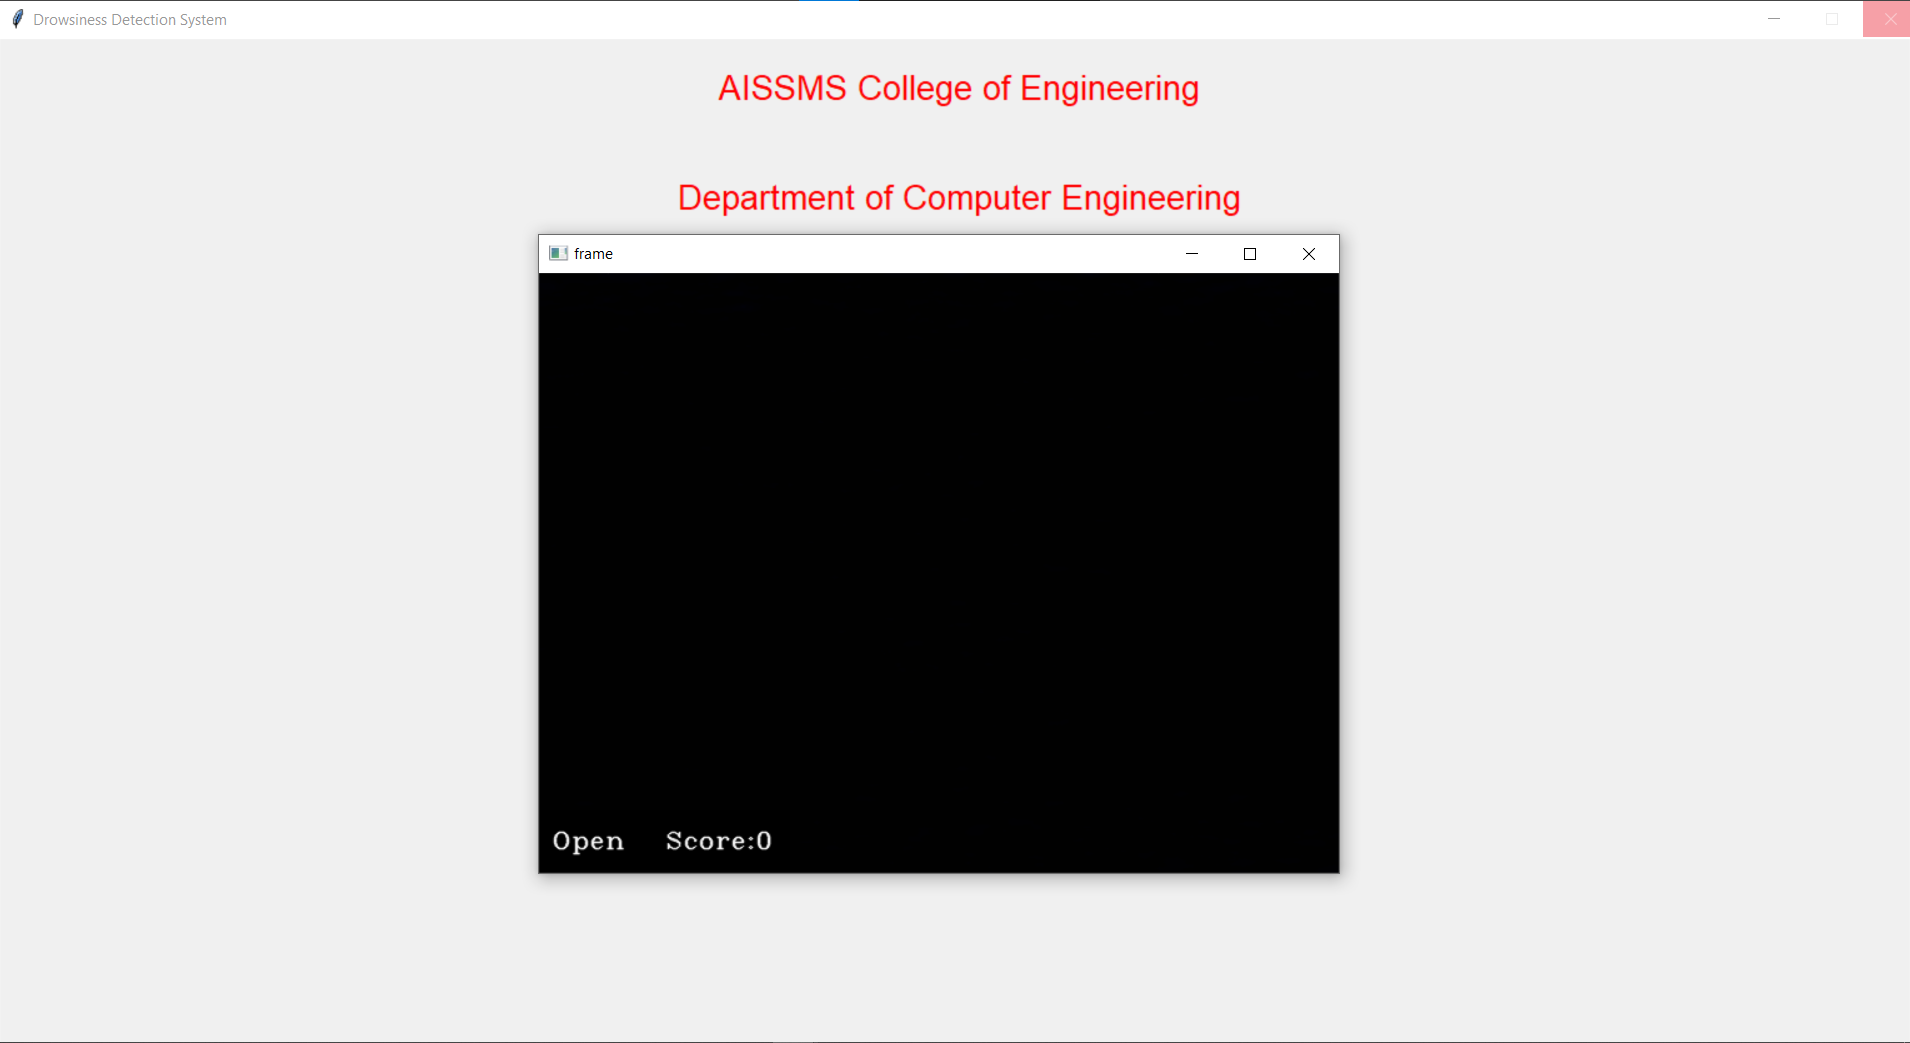 Drowsiness Detection System
AISSMS College of Engineering
Department of Computer Engineering
frame
Open Score:0